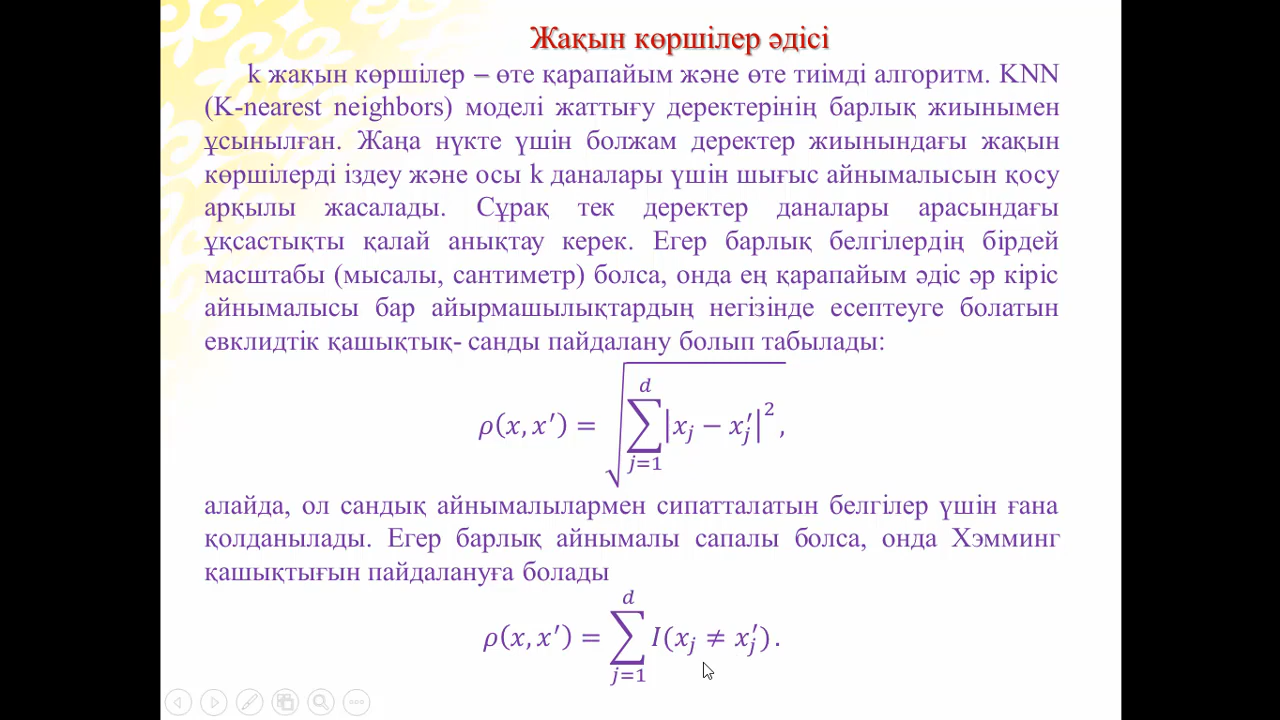 Жақын көршілер әдісі
k жақын көршілер – өте қарапайым және өте тиімді алгоритм. KNN
(K-nearest neighbors) моделі жаттығу деректерінің барлық жиынымен
ұсынылған. Жаңа нүкте үшін болжам деректер жиынындағы жақын
көршілерді іздеу және осы k даналары үшін шығыс айнымалысын қосу
арқылы жасалады. Сұрақ тек деректер даналары арасындағы
ұқсастықты қалай анықтау керек. Егер барлық белгілердің бірдей
масштабы (мысалы, сантиметр) болса, онда ең қарапайым әдіс әр кіріс
айнымалысы бар айырмашылықтардың негізінде есептеуге болатын
евклидтік қашықтық- санды пайдалану болып табылады:
ρ(x, x′) = √(∑_{j=1}^{d} |x_j − x′_j|²),
алайда, ол сандық айнымалылармен сипатталатын белгілер үшін ғана
қолданылады. Егер барлық айнымалы сапалы болса, онда Хэмминг
қашықтығын пайдалануға болады
ρ(x, x′) = ∑_{j=1}^{d} I(x_j ≠ x′_j).